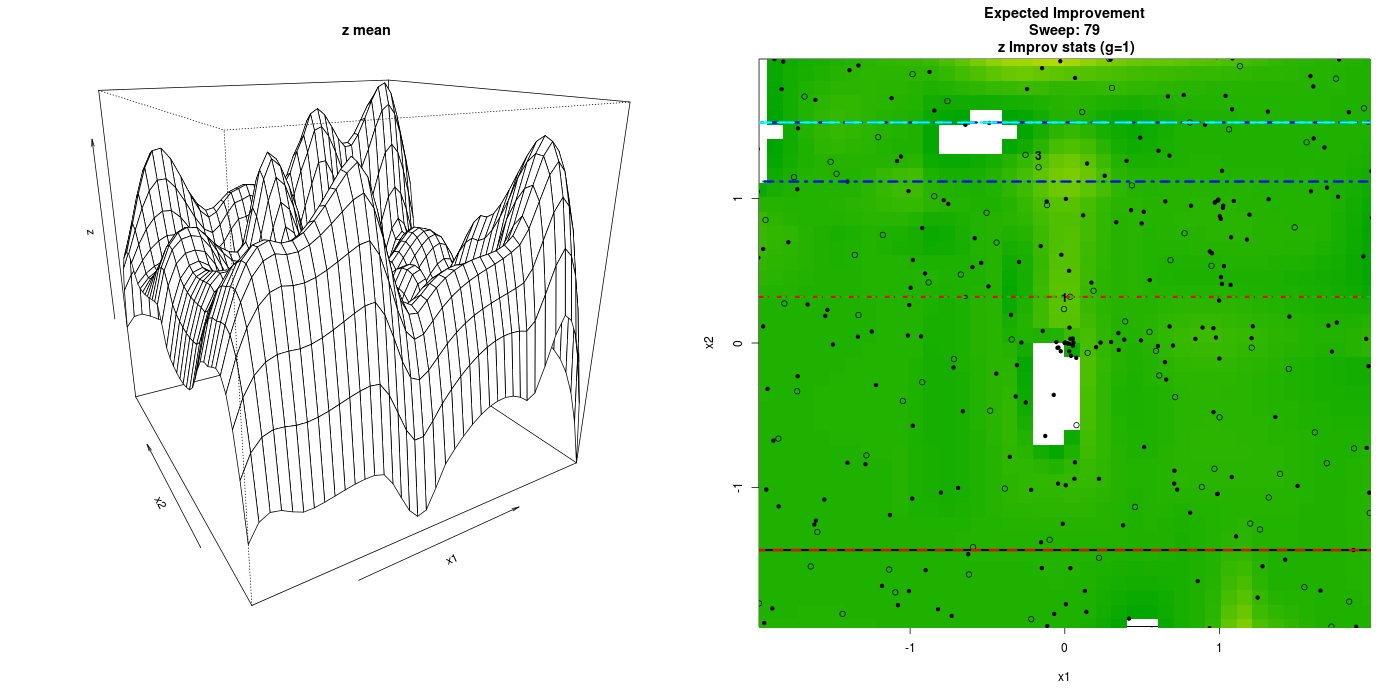 z mean
z
x2
x1
Expected Improvement
Sweep: 79
z Improv stats (g=1)
3
1
1
0
-1
x2
-1
0
1
x1